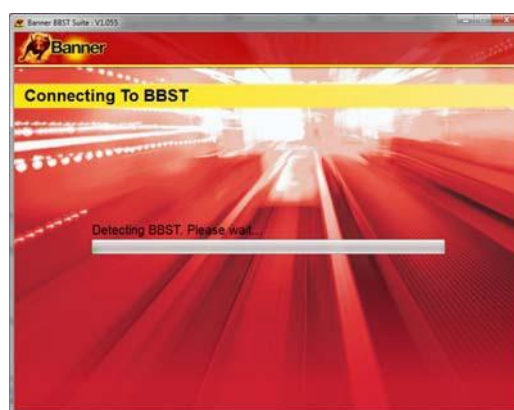 Banner BBST Suite : V1.055
Banner
Connecting To BBST
Detecting BBST. Please wait...